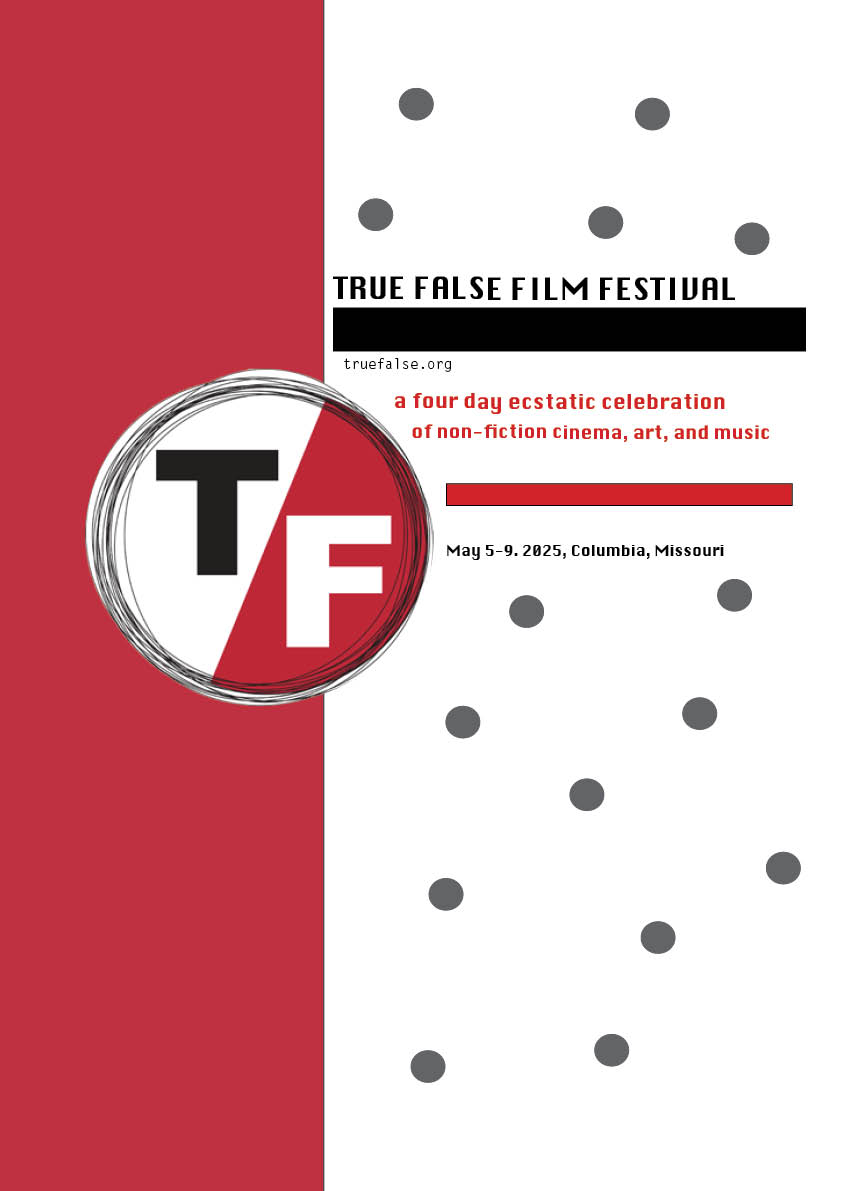 TRUE FALSE FILM FESTIVAL
truefalse.org
a four day ecstatic celebration
of non-fiction cinema, art, and music
T
F
May 5-9. 2025, Columbia, Missouri